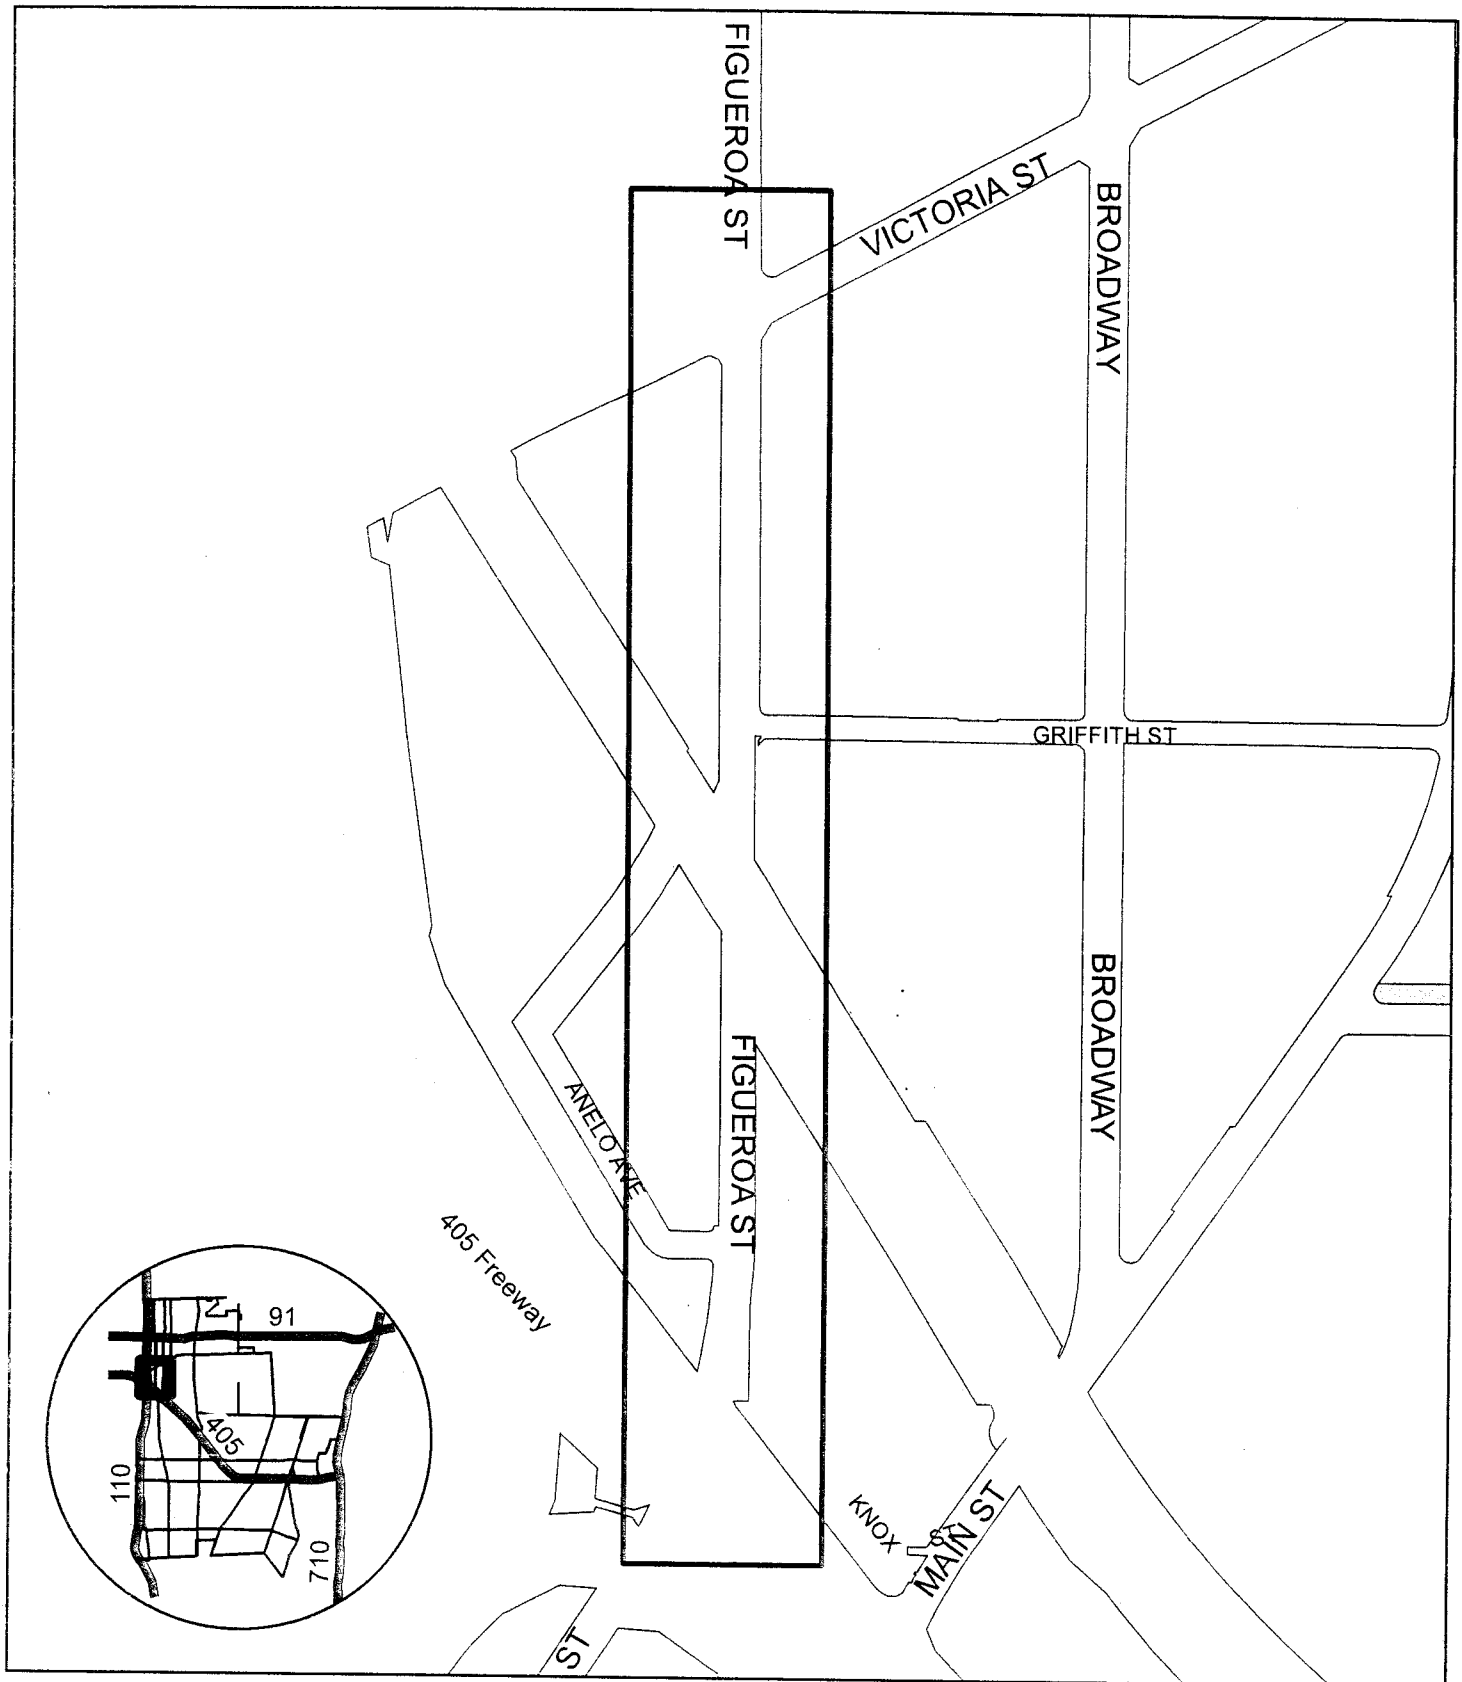 FIGUEROA ST
VICTORIA ST
BROADWAY
GRIFFITH ST
BROADWAY
FIGUEROA ST
ANELO AVE
405 Freeway
KNOX ST
MAIN ST
ST
91
405
110
710